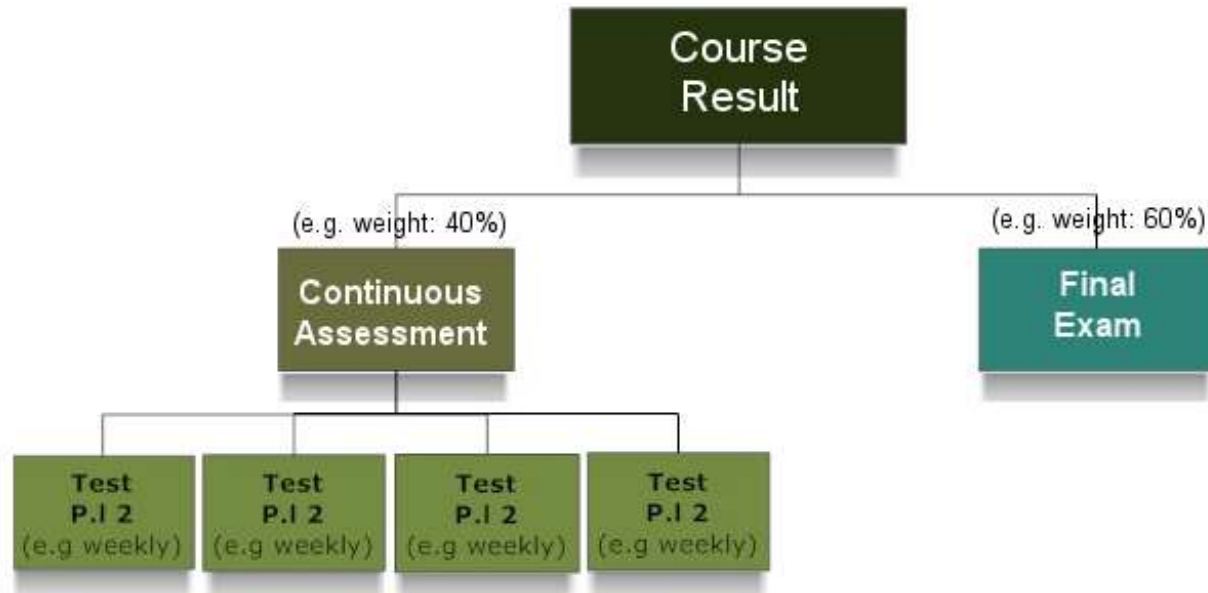 Course
Result
(e.g. weight: 40%)
(e.g. weight: 60%)
Continuous
Assessment
Final
Exam
Test
P.I 2
(e.g weekly)
Test
P.I 2
(e.g weekly)
Test
P.I 2
(e.g weekly)
Test
P.I 2
(e.g weekly)